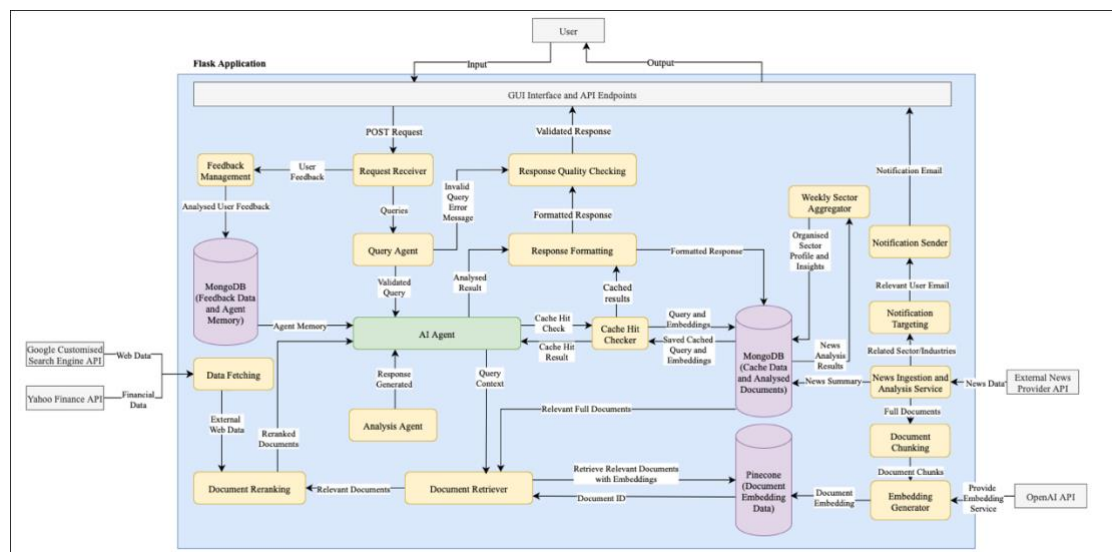 User
Flask Application
Input
Output
GUI Interface and API Endpoints
POST Request
Validated Response
Notification Email
Feedback
Management
User
Feedback
Request Receiver
Invalid
Query
Error
Message
Response Quality Checking
Analysed User Feedback
Queries
Formatted Response
Weekly Sector
Aggregator
Organised
Sector
Profile and
Insights
Query Agent
Response Formatting
Formatted Response
Notification Sender
MongoDB
(Feedback Data
and Agent
Memory)
Validated
Query
Analysed
Result
Cached
results
Relevant User Email
Agent Memory
AI Agent
Cache Hit
Check
Cache Hit
Result
Cache Hit
Checker
Query and
Embeddings
Saved Cached
Query and
Embeddings
MongoDB
(Cache Data
and Analysed
Documents)
News
Analysis
Results
Notification
Targeting
Related Sector/Industries
Google Customised
Search Engine API
Web Data
Yahoo Finance API
Financial
Data
Data Fetching
Response
Generated
Query
Context
News Summary
News Ingestion and
Analysis Service
News Data
External News
Provider API
External
Web Data
Reranked
Documents
Analysis Agent
Relevant Full Documents
Full Documents
Document
Chunking
Document Chunks
Document Reranking
Relevant Documents
Document Retriever
Retrieve Relevant Documents
with Embeddings
Document ID
Pinecone
(Document
Embedding
Data)
Document
Embedding
Embedding
Generator
Provide
Embedding
Service
OpenAI API